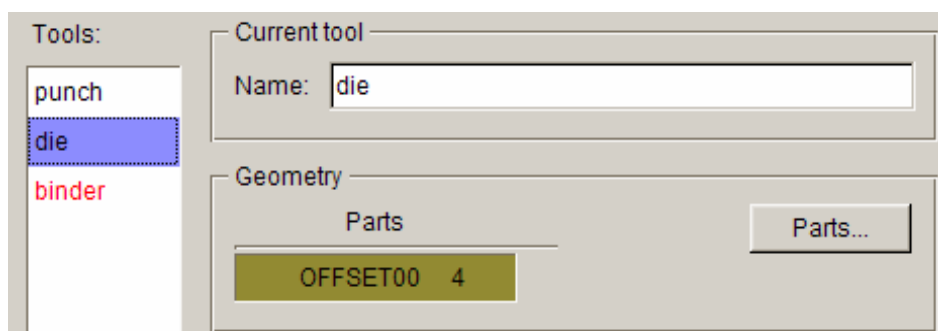 Tools:
punch
die
binder
Current tool
Name: die
Geometry
Parts
Parts...
OFFSET00 4